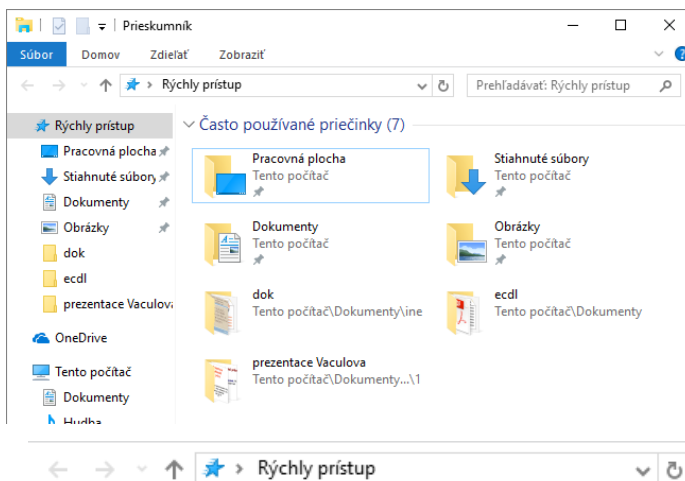 Prieskumník
Súbor Domov Zdieľať Zobraziť
Rýchly prístup
Prehľadávať: Rýchly prístup
Rýchly prístup
Pracovná plocha
Stiahnuté súbory
Dokumenty
Obrázky
dok
ecdl
prezentace Vaculova
OneDrive
Tento počítač
Dokumenty
Hudba
Často používané priečinky (7)
Pracovná plocha
Tento počítač
Stiahnuté súbory
Tento počítač
Dokumenty
Tento počítač
Obrázky
Tento počítač
dok
Tento počítač\Dokumenty\ine
ecdl
Tento počítač\Dokumenty
prezentace Vaculova
Tento počítač\Dokumenty...\1
Rýchly prístup